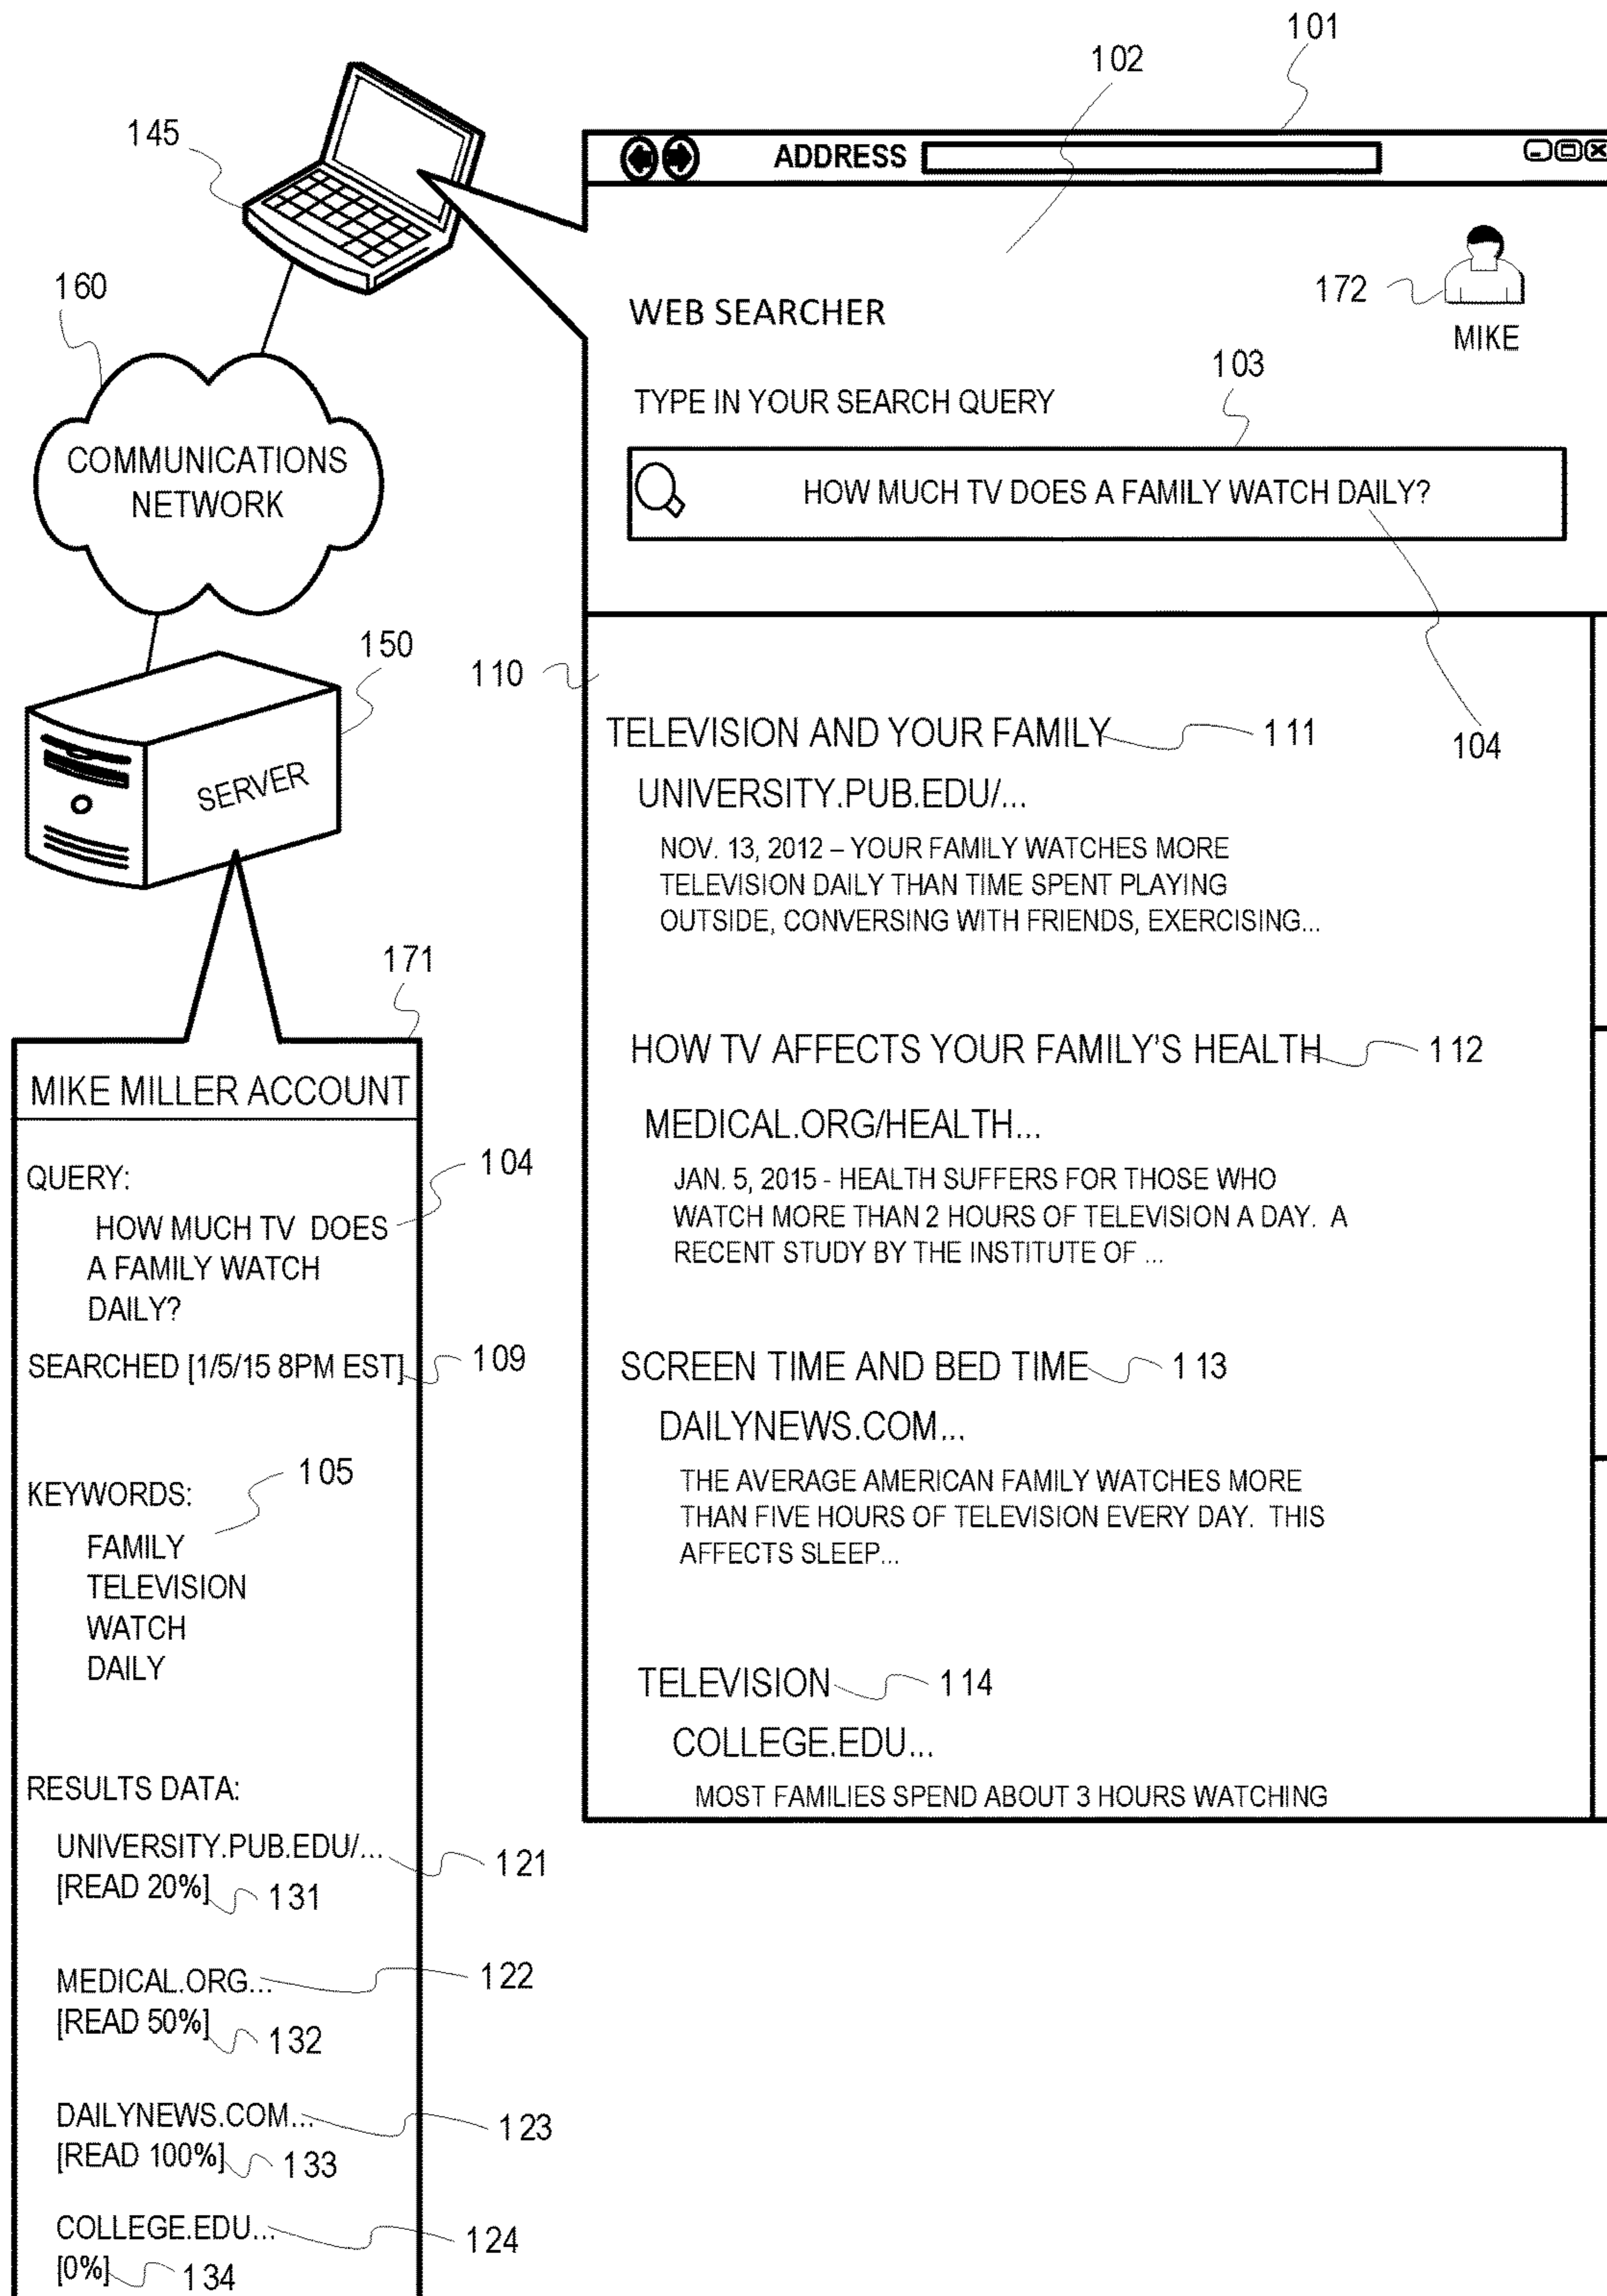 101
102
145
ADDRESS
160
172
MIKE
WEB SEARCHER
103
TYPE IN YOUR SEARCH QUERY
HOW MUCH TV DOES A FAMILY WATCH DAILY?
COMMUNICATIONS
NETWORK
150
SERVER
110
TELEVISION AND YOUR FAMILY 111
104
UNIVERSITY.PUB.EDU/...
NOV. 13, 2012 – YOUR FAMILY WATCHES MORE
TELEVISION DAILY THAN TIME SPENT PLAYING
OUTSIDE, CONVERSING WITH FRIENDS, EXERCISING...
HOW TV AFFECTS YOUR FAMILY'S HEALTH 112
MEDICAL.ORG/HEALTH...
JAN. 5, 2015 - HEALTH SUFFERS FOR THOSE WHO
WATCH MORE THAN 2 HOURS OF TELEVISION A DAY. A
RECENT STUDY BY THE INSTITUTE OF ...
SCREEN TIME AND BED TIME 113
DAILYNEWS.COM...
THE AVERAGE AMERICAN FAMILY WATCHES MORE
THAN FIVE HOURS OF TELEVISION EVERY DAY. THIS
AFFECTS SLEEP...
TELEVISION 114
COLLEGE.EDU...
MOST FAMILIES SPEND ABOUT 3 HOURS WATCHING
171
MIKE MILLER ACCOUNT
QUERY:
104
HOW MUCH TV DOES
A FAMILY WATCH
DAILY?
SEARCHED [1/5/15 8PM EST] 109
KEYWORDS:
105
FAMILY
TELEVISION
WATCH
DAILY
RESULTS DATA:
UNIVERSITY.PUB.EDU/... 121
[READ 20%] 131
MEDICAL.ORG... 122
[READ 50%] 132
DAILYNEWS.COM... 123
[READ 100%] 133
COLLEGE.EDU... 124
[0%] 134